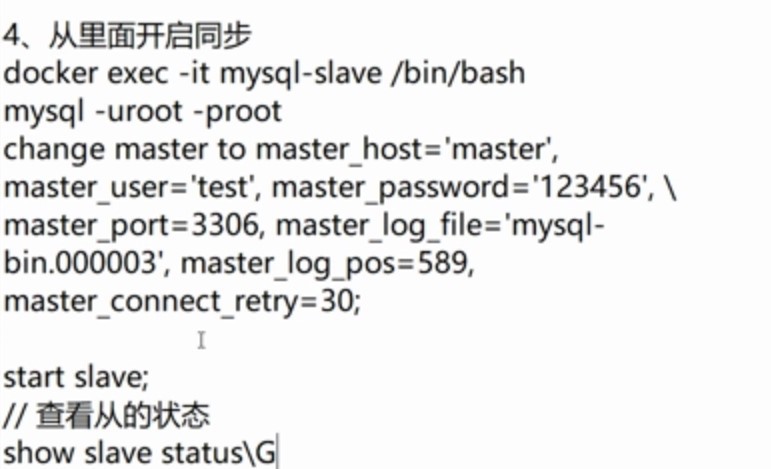 4、从里面开启同步
docker exec -it mysql-slave /bin/bash
mysql -uroot -proot
change master to master_host='master',
master_user='test', master_password='123456', \
master_port=3306, master_log_file='mysql-
bin.000003', master_log_pos=589,
master_connect_retry=30;
start slave;
// 查看从的状态
show slave status\G